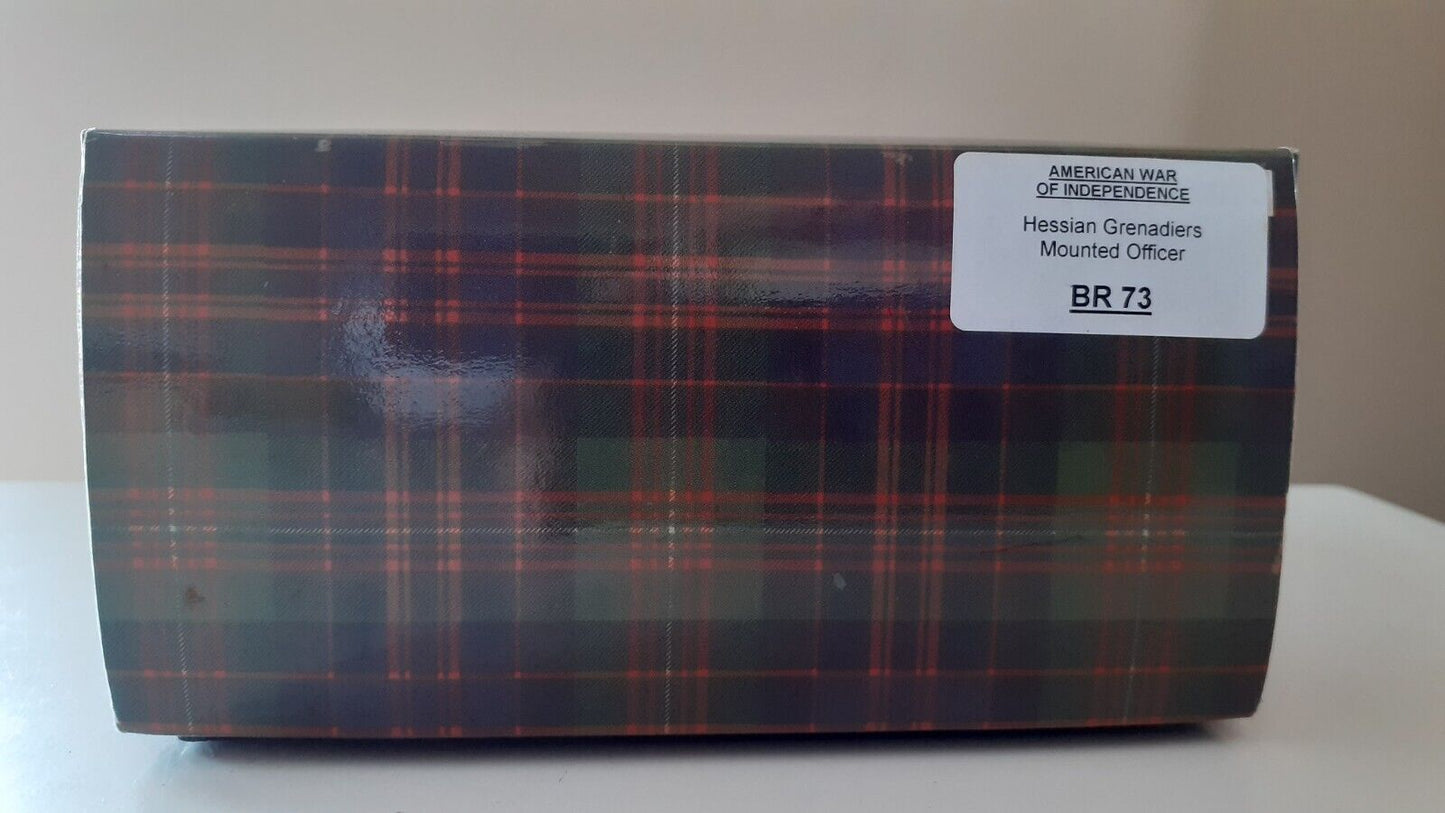 AMERICAN WAR
OF INDEPENDENCE
Hessian Grenadiers
Mounted Officer
BR 73